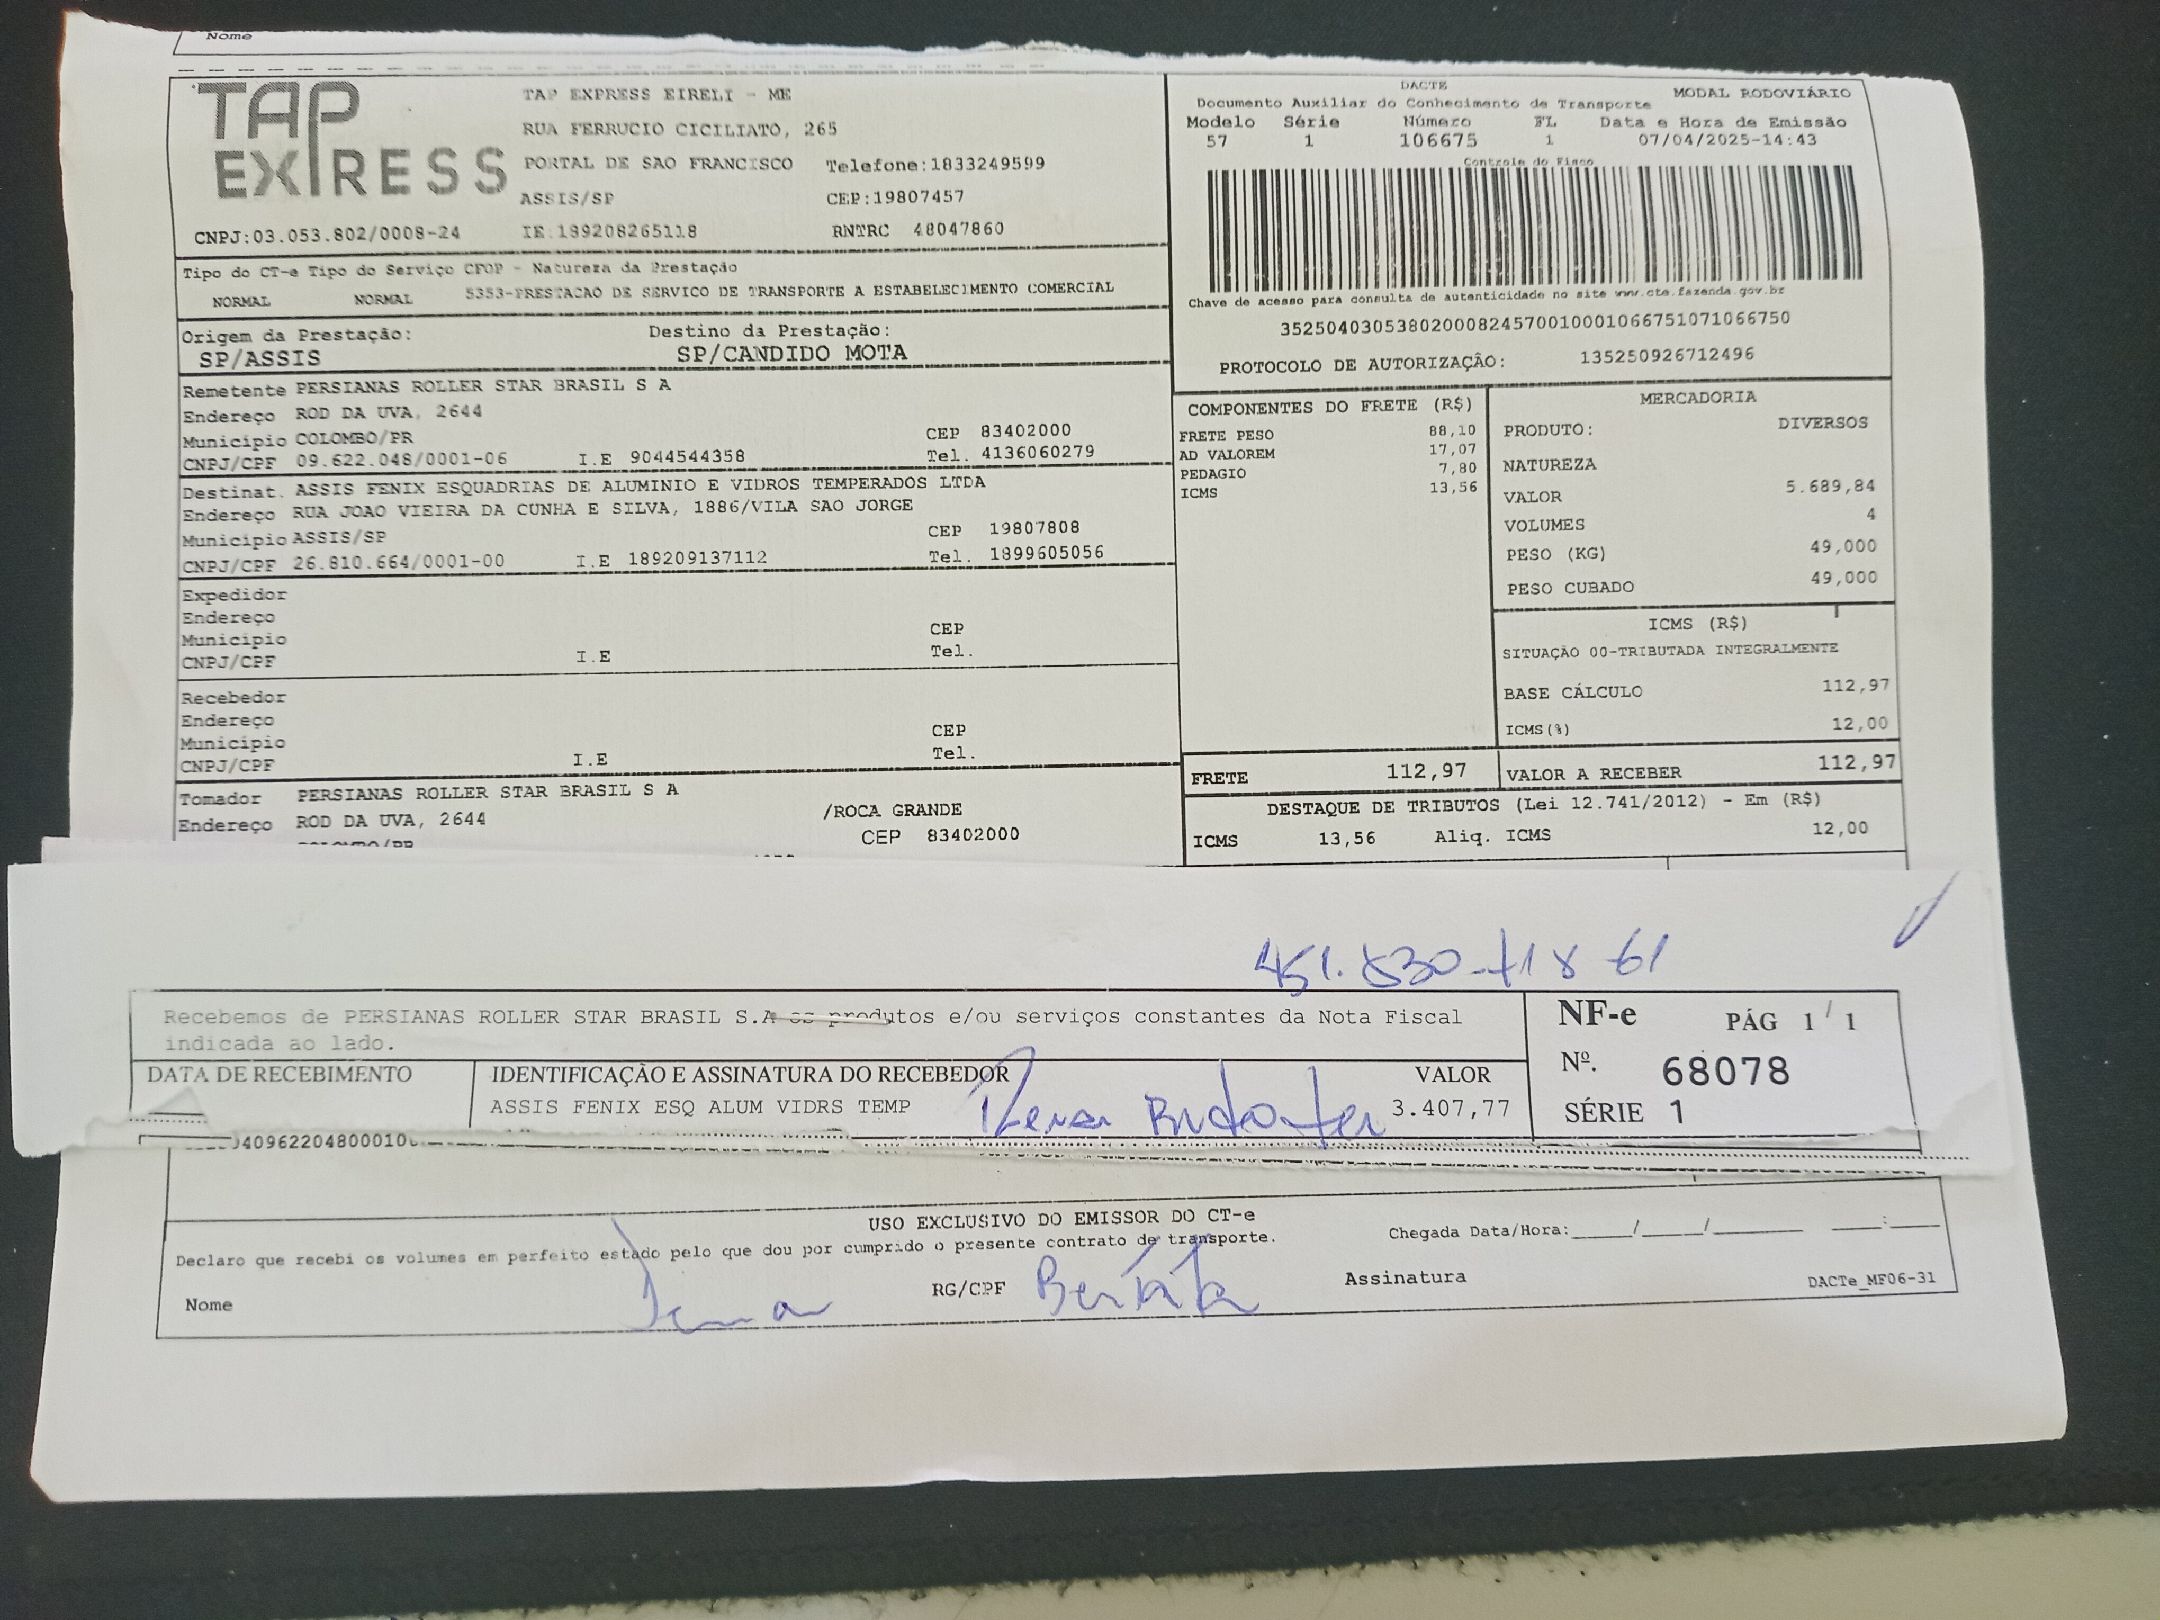 Nome
TAP EXPRESS
TAP EXPRESS EIRELI - ME
RUA FERRUCIO CICILIATO, 265
PORTAL DE SAO FRANCISCO Telefone:1833249599
ASSIS/SP CEP:19807457
CNPJ:03.053.802/0008-24 IE:189208265118 RNTRC 48047860
Tipo do CT-e Tipo do Serviço CFOP - Natureza da Prestação
NORMAL NORMAL 5353-PRESTACAO DE SERVICO DE TRANSPORTE A ESTABELECIMENTO COMERCIAL
Origem da Prestação: Destino da Prestação:
SP/ASSIS SP/CANDIDO MOTA
Remetente PERSIANAS ROLLER STAR BRASIL S A
Endereço ROD DA UVA, 2644
Município COLOMBO/PR CEP 83402000
CNPJ/CPF 09.622.048/0001-06 I.E 9044544358 Tel. 4136060279
Destinat. ASSIS FENIX ESQUADRIAS DE ALUMINIO E VIDROS TEMPERADOS LTDA
Endereço RUA JOAO VIEIRA DA CUNHA E SILVA, 1886/VILA SAO JORGE
Município ASSIS/SP CEP 19807808
CNPJ/CPF 26.810.664/0001-00 I.E 189209137112 Tel. 1899605056
Expedidor
Endereço
Município CEP
CNPJ/CPF I.E Tel.
Recebedor
Endereço
Município CEP
CNPJ/CPF I.E Tel.
Tomador PERSIANAS ROLLER STAR BRASIL S A
Endereço ROD DA UVA, 2644 /ROCA GRANDE
CEP 83402000
DACTE
Documento Auxiliar do Conhecimento de Transporte MODAL RODOVIÁRIO
Modelo Série Número FL Data e Hora de Emissão
57 1 106675 1 07/04/2025-14:43
Controle do Fisco
Chave de acesso para consulta de autenticidade no site www.cte.fazenda.gov.br
35250403053802000824570010001066751071066750
PROTOCOLO DE AUTORIZAÇÃO: 135250926712496
COMPONENTES DO FRETE (R$)
FRETE PESO 88,10
AD VALOREM 17,07
PEDAGIO 7,80
ICMS 13,56
MERCADORIA
PRODUTO: DIVERSOS
NATUREZA
VALOR 5.689,84
VOLUMES 4
PESO (KG) 49,000
PESO CUBADO 49,000
ICMS (R$)
SITUAÇÃO 00-TRIBUTADA INTEGRALMENTE
BASE CÁLCULO 112,97
ICMS(%) 12,00
FRETE 112,97 VALOR A RECEBER 112,97
DESTAQUE DE TRIBUTOS (Lei 12.741/2012) - Em (R$)
ICMS 13,56 Aliq. ICMS 12,00
Recebemos de PERSIANAS ROLLER STAR BRASIL S.A os produtos e/ou serviços constantes da Nota Fiscal
indicada ao lado.
DATA DE RECEBIMENTO IDENTIFICAÇÃO E ASSINATURA DO RECEBEDOR VALOR
ASSIS FENIX ESQ ALUM VIDRS TEMP 3.407,77
NF-e PÁG 1 / 1
Nº. 68078
SÉRIE 1
USO EXCLUSIVO DO EMISSOR DO CT-e
Declaro que recebi os volumes em perfeito estado pelo que dou por cumprido o presente contrato de transporte. Chegada Data/Hora:____/____/______ ____:____
Nome RG/CPF Assinatura DACTe_MF06-31